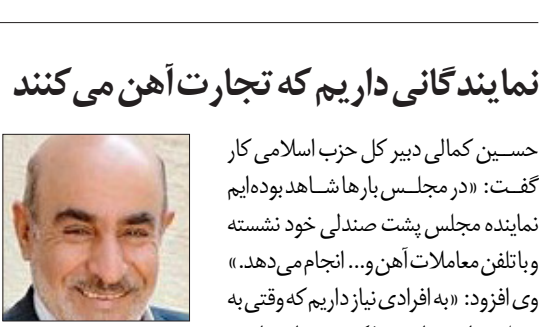 نمایندگانی داریم که تجارت آهن می‌کنند
حسین کمالی دبیر کل حزب اسلامی کار
گفت: «در مجلس بارها شاهد بوده‌ایم
نماینده مجلس پشت صندلی خود نشسته
و با تلفن معاملات آهن و... انجام می‌دهد.»
وی افزود: «به افرادی نیاز داریم که وقتی به